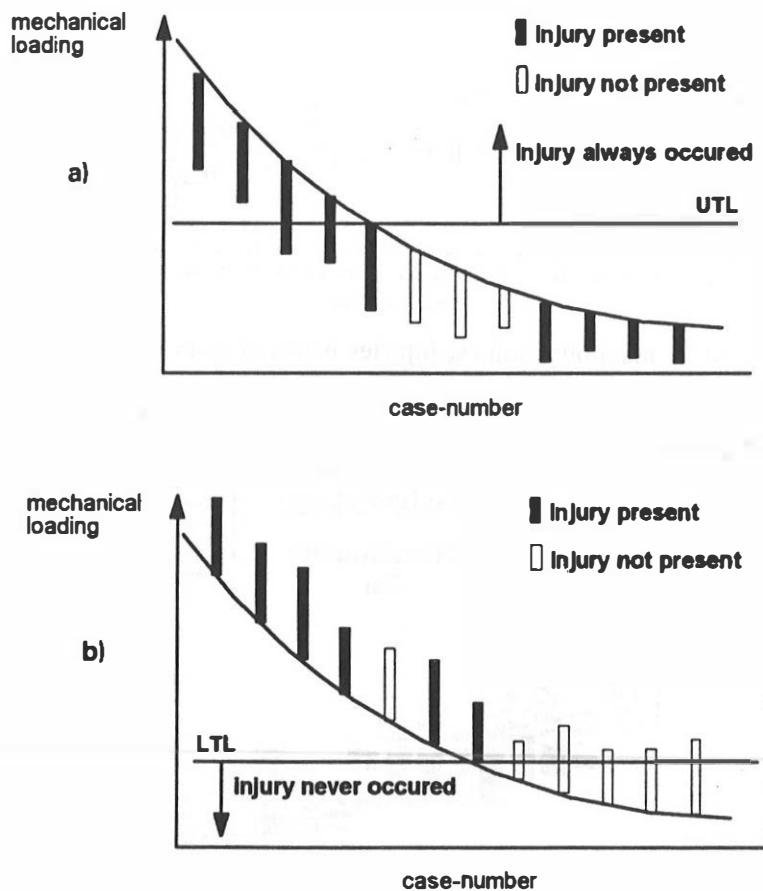 mechanical
loading
Injury present
Injury not present
Injury always occured
a)
UTL
case-number
mechanical
loading
Injury present
Injury not present
b)
LTL
Injury never occured
case-number